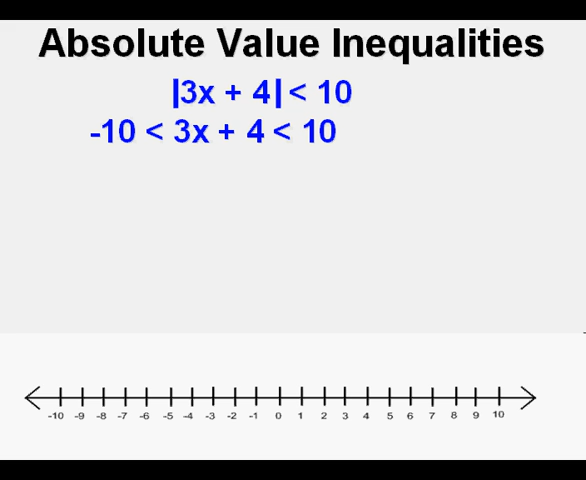 Absolute Value Inequalities
|3x + 4| < 10
-10 < 3x + 4 < 10
-10 -9 -8 -7 -6 -5 -4 -3 -2 -1 0 1 2 3 4 5 6 7 8 9 10